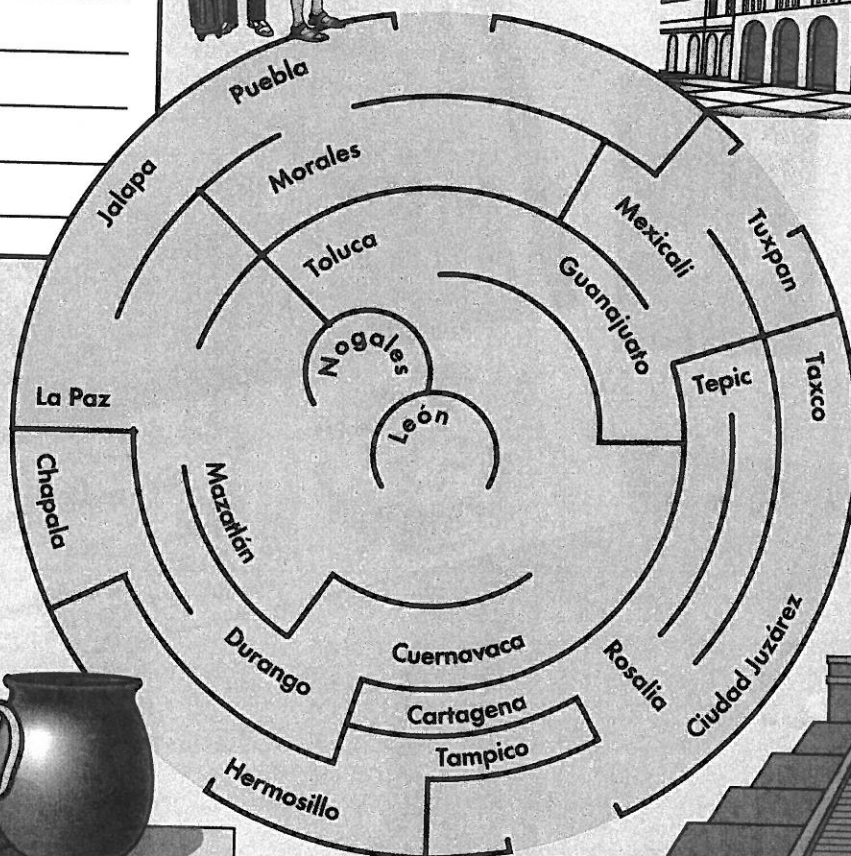 Puebla
Jalapa
Morales
Mexicali
Tuxpan
Toluca
Guanajuato
Nogales
Tepic
Taxco
La Paz
León
Chapala
Mazatlán
Durango
Cuernavaca
Rosalia
Ciudad Juzárez
Cartagena
Tampico
Hermosillo